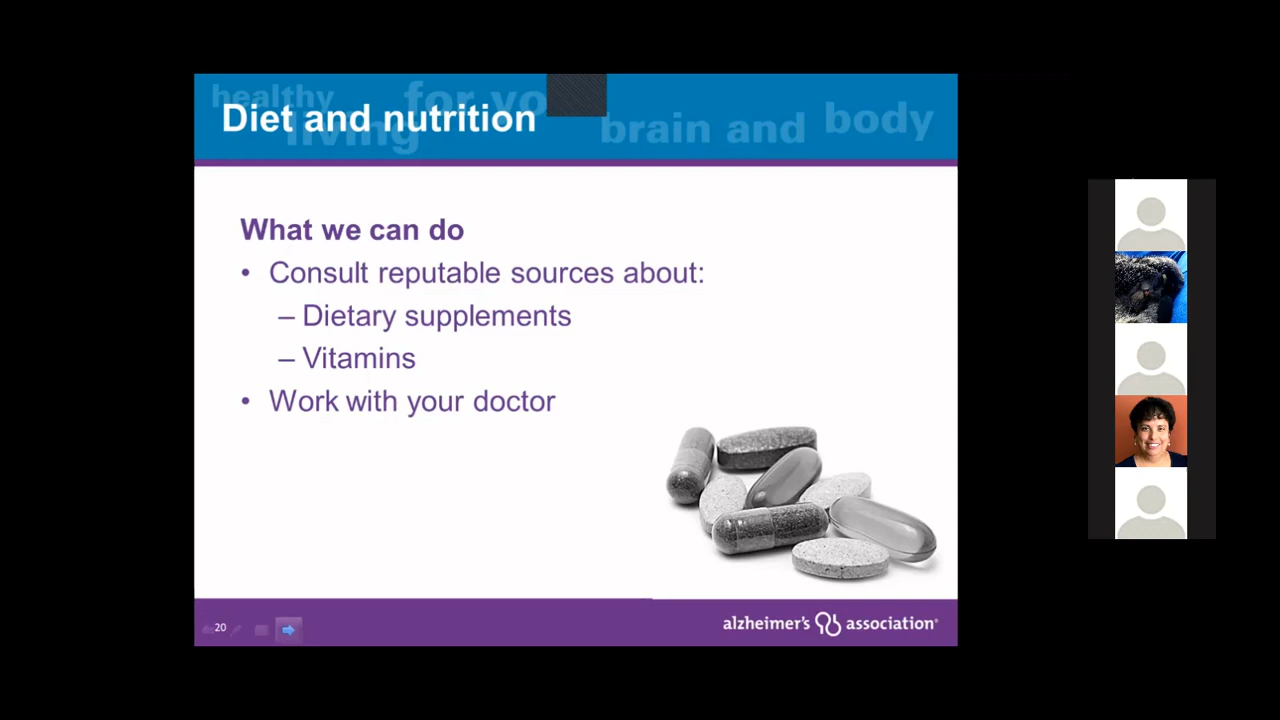 healthy
living
for yo
brain and
body
Diet and nutrition
What we can do
• Consult reputable sources about:
– Dietary supplements
– Vitamins
• Work with your doctor
20
alzheimer's association®